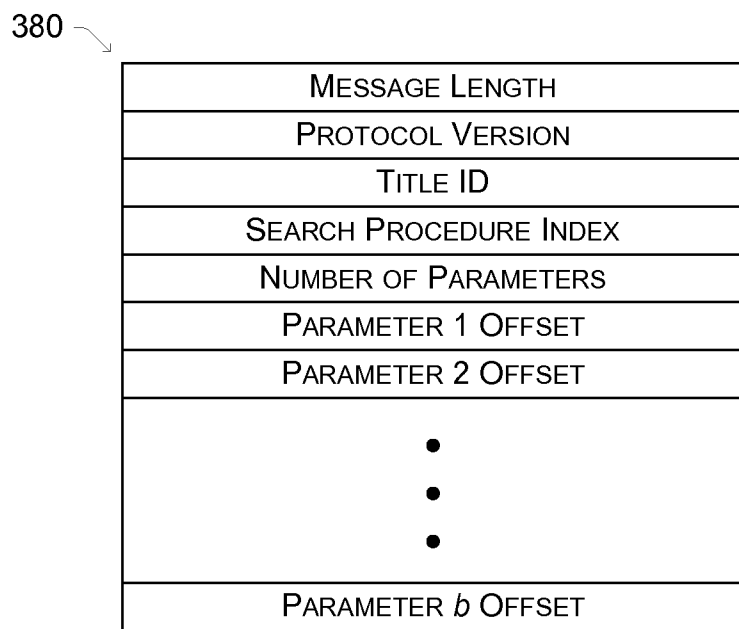 380
MESSAGE LENGTH
PROTOCOL VERSION
TITLE ID
SEARCH PROCEDURE INDEX
NUMBER OF PARAMETERS
PARAMETER 1 OFFSET
PARAMETER 2 OFFSET
PARAMETER b OFFSET